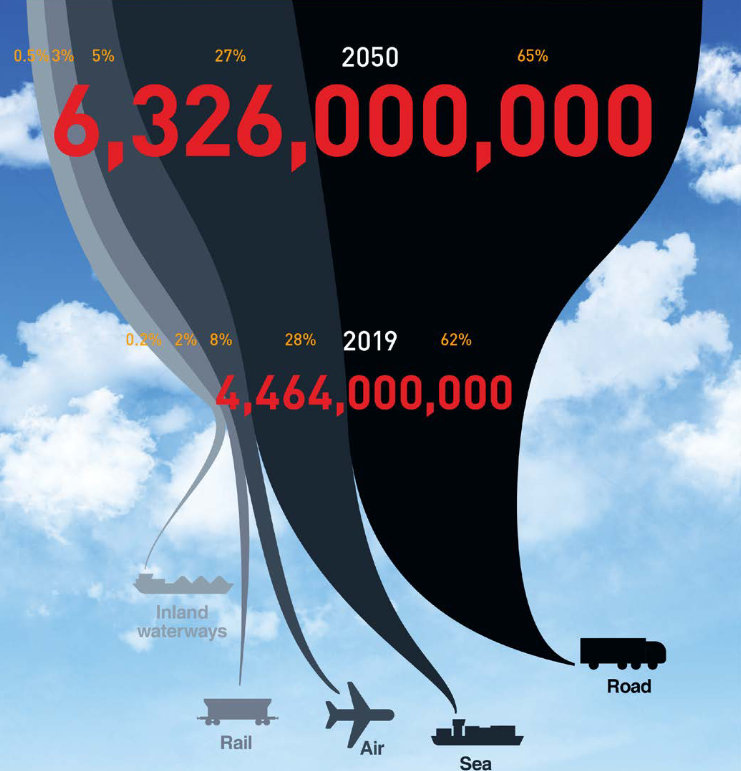 0.5% 3% 5% 27% 2050 65%
6,326,000,000
0.2% 2% 8% 28% 2019 62%
4,464,000,000
Inland
waterways
Road
Rail
Air
Sea